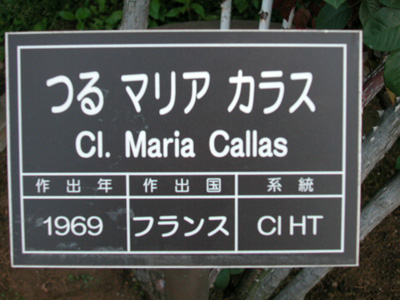 つる マリア カラス
Cl. Maria Callas
作出年 作出国 系統
1969 フランス Cl HT